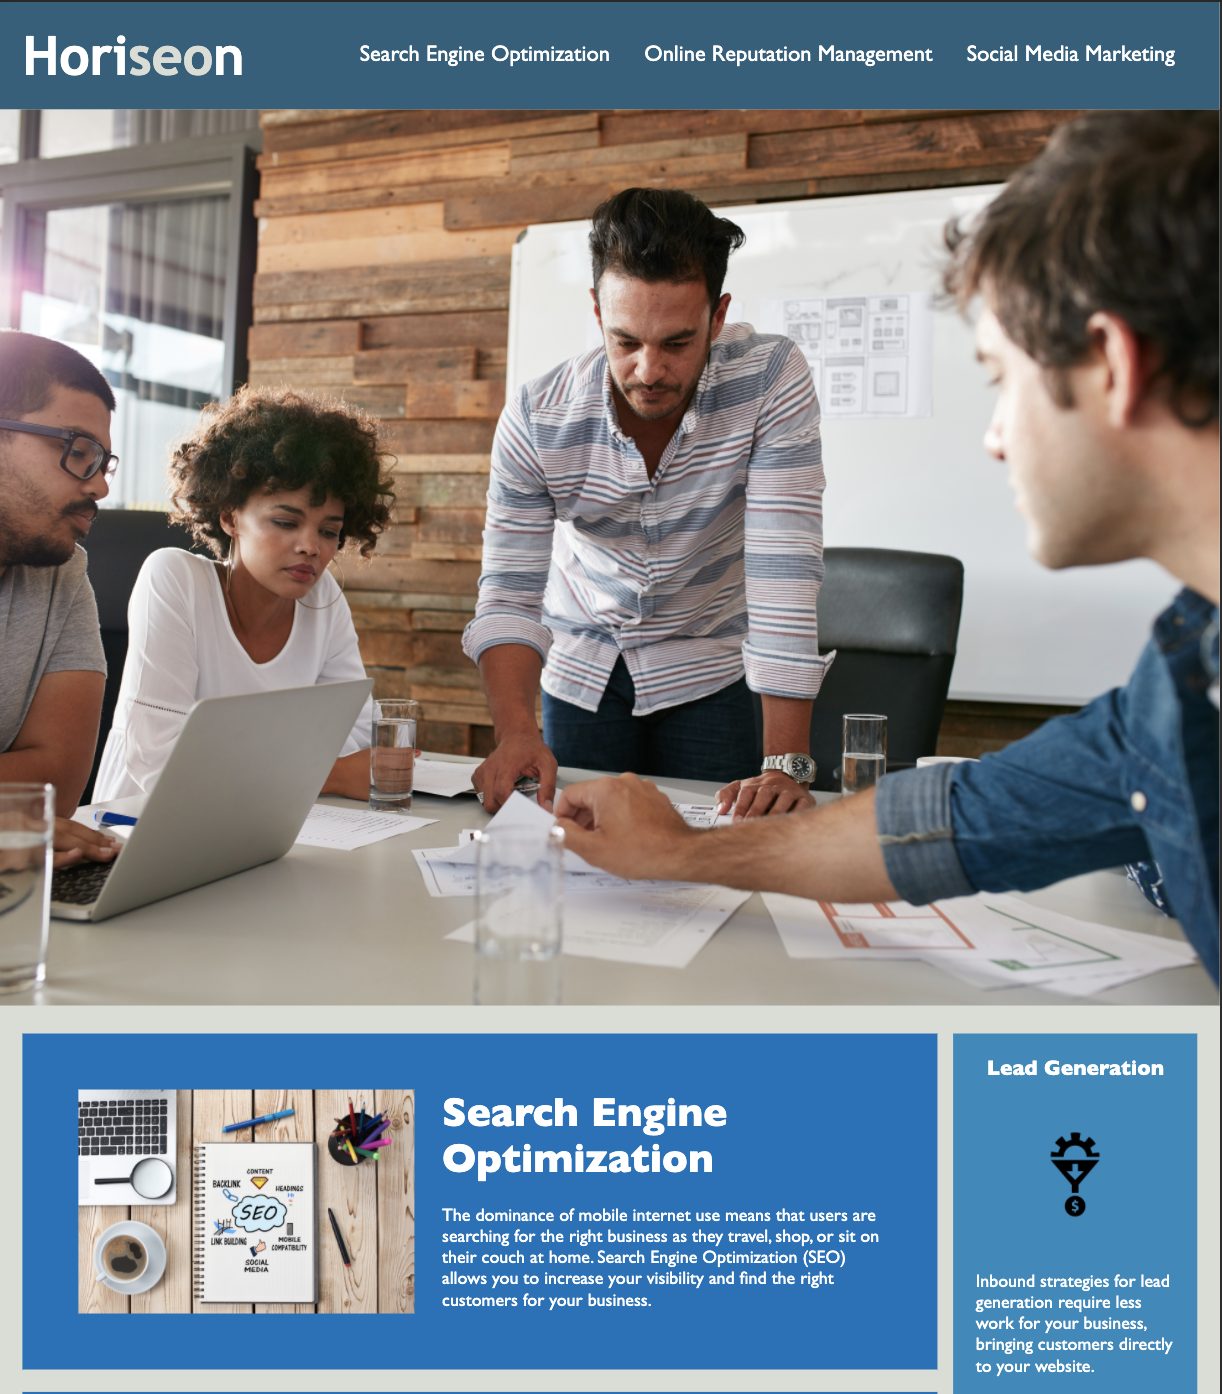 Horiseon
Search Engine Optimization
Online Reputation Management
Social Media Marketing
CONTENT
BACKLINK
HEADINGS
SEO
LINK BUILDING
MOBILE
COMPATIBILITY
SOCIAL
MEDIA
Search Engine
Optimization
The dominance of mobile internet use means that users are
searching for the right business as they travel, shop, or sit on
their couch at home. Search Engine Optimization (SEO)
allows you to increase your visibility and find the right
customers for your business.
Lead Generation
$
Inbound strategies for lead
generation require less
work for your business,
bringing customers directly
to your website.